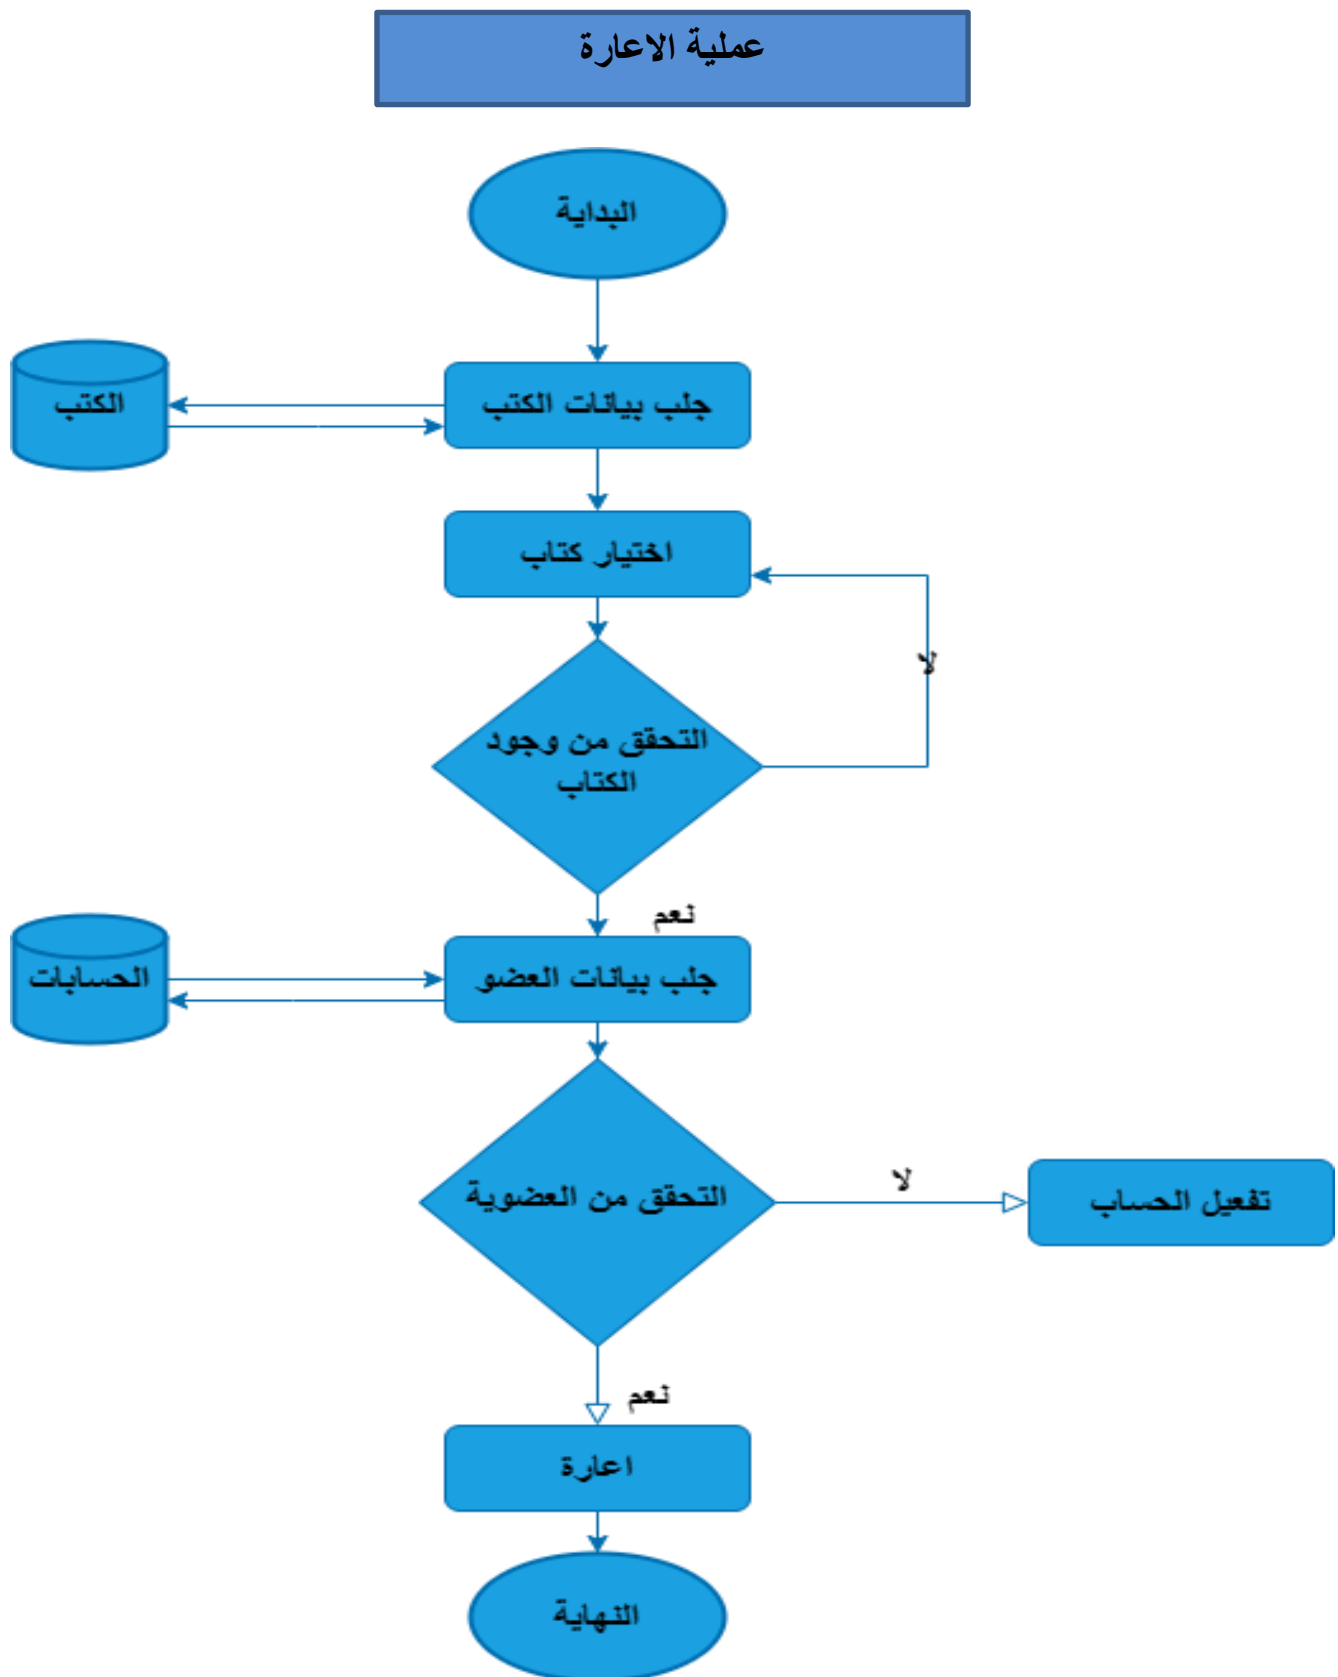 عملية الاعارة
البداية
جلب بيانات الكتب
الكتب
اختيار كتاب
لا
التحقق من وجود
الكتاب
نعم
جلب بيانات العضو
الحسابات
التحقق من العضوية
لا
تفعيل الحساب
نعم
اعارة
النهاية